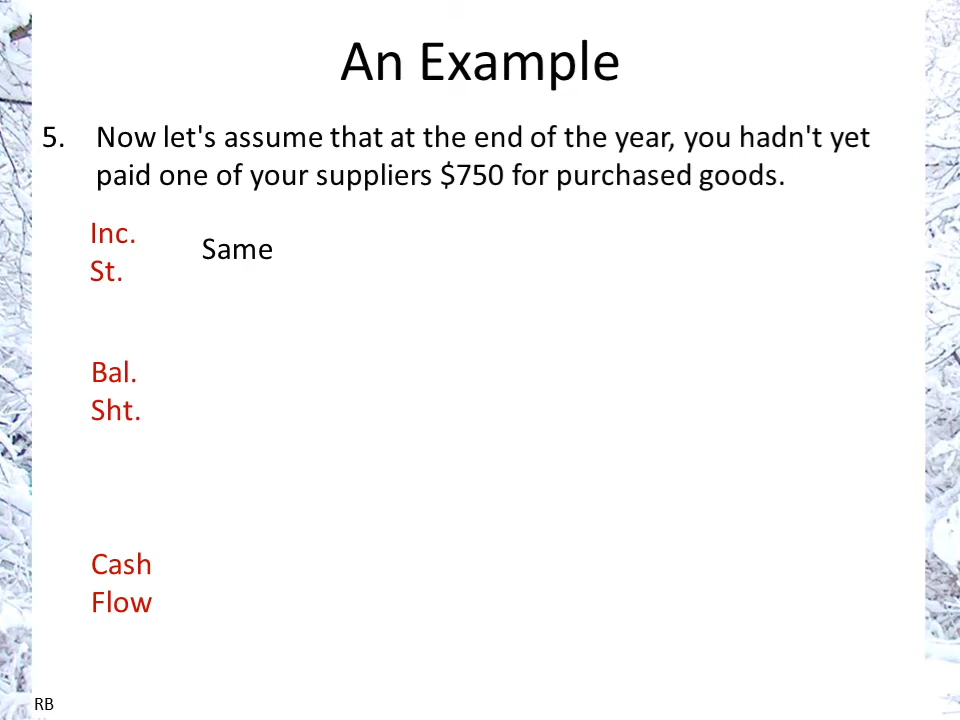 An Example
5. Now let's assume that at the end of the year, you hadn't yet
paid one of your suppliers $750 for purchased goods.
Inc.
St.
Same
Bal.
Sht.
Cash
Flow
RB